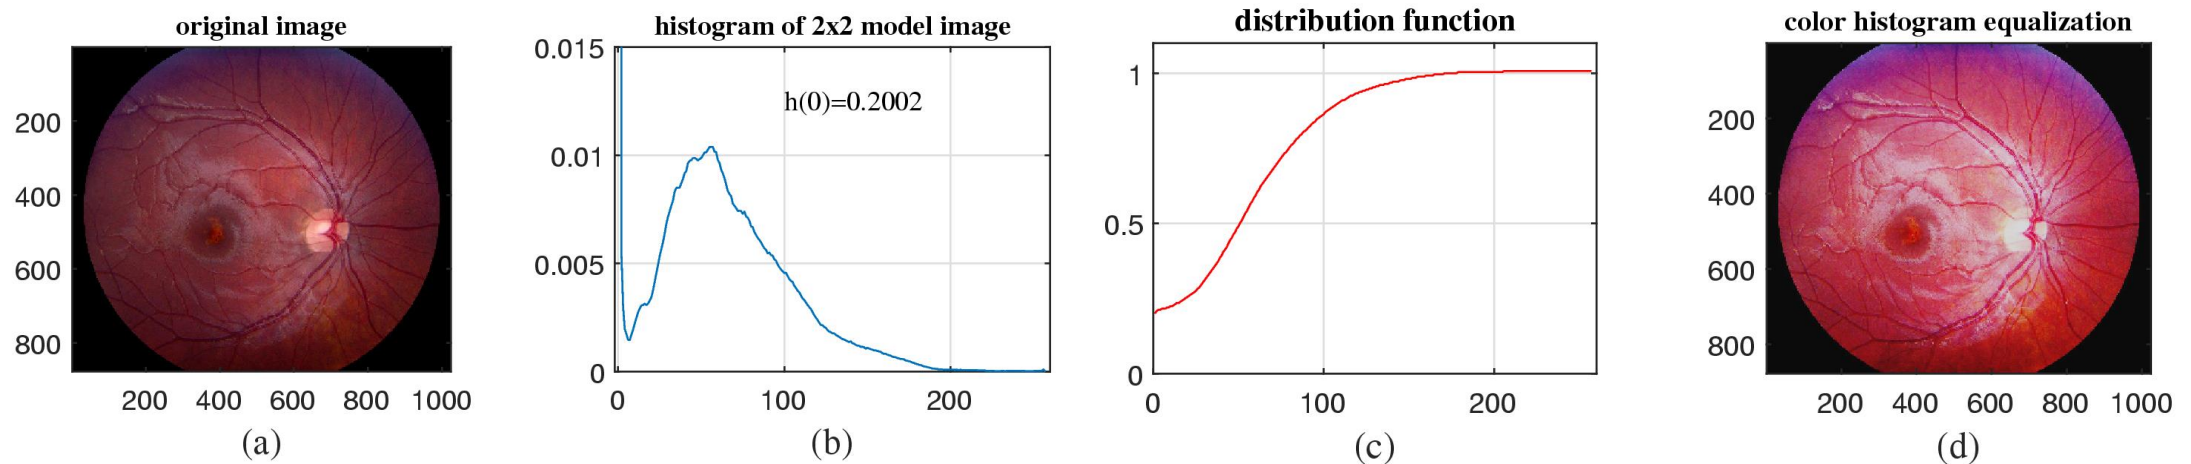 original image
200
400
600
800
200 400 600 800 1000
(a)
histogram of 2x2 model image
0.015
h(0)=0.2002
0.01
0.005
0
0 100 200
(b)
distribution function
1
0.5
0
0 100 200
(c)
color histogram equalization
200
400
600
800
200 400 600 800 1000
(d)